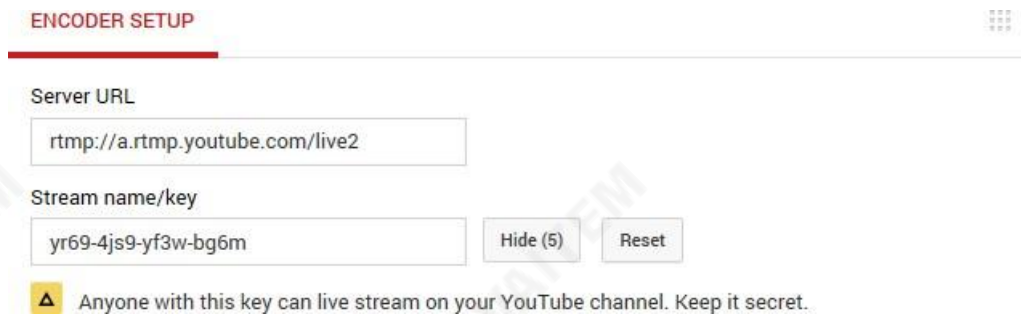 ENCODER SETUP
Server URL
rtmp://a.rtmp.youtube.com/live2
Stream name/key
yr69-4js9-yf3w-bg6m
Hide (5)
Reset
Anyone with this key can live stream on your YouTube channel. Keep it secret.